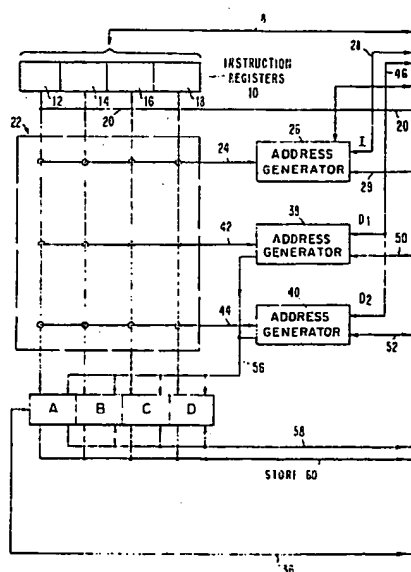 8
28
46
INSTRUCTION
REGISTERS
10
12
14
16
18
20
20
22
26
I
ADDRESS
GENERATOR
24
29
38
D1
ADDRESS
GENERATOR
42
50
40
D2
ADDRESS
GENERATOR
44
52
56
A
B
C
D
58
STORE 60
36